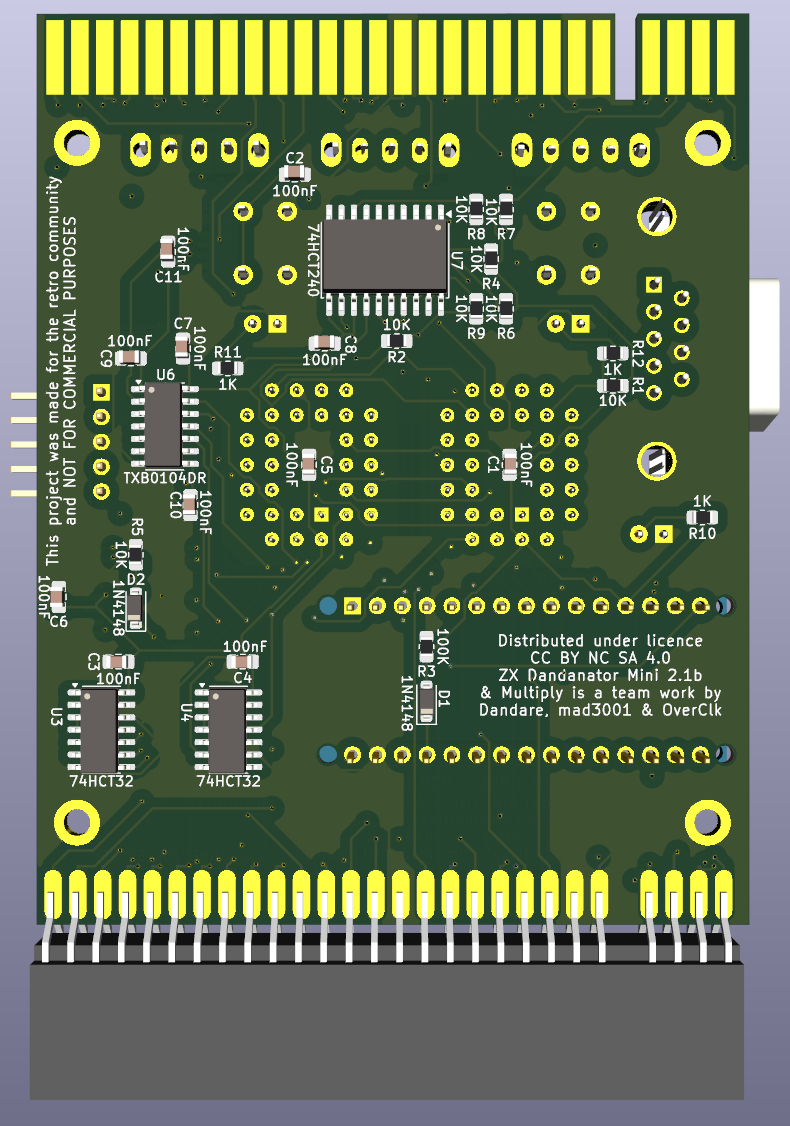 C2
100nF
10K
10K
R8
R7
74HCT240
U7
10K
R4
100nF
C11
10K
10K
R9
R6
10K
R2
C8
100nF
C7
100nF
100nF
C9
R11
1K
R12
1K
R1
10K
U6
TXB0104DR
This project was made for the retro community
and NOT FOR COMMERCIAL PURPOSES
100nF
C5
100nF
C1
C10
100nF
1K
R10
R5
10K
D2
1N4148
100nF
C6
100K
R3
Distributed under licence
CC BY NC SA 4.0
ZX Dandanator Mini 2.1b
& Multiply is a team work by
Dandare, mad3001 & OverClk
C3
100nF
100nF
C4
1N4148
D1
U3
74HCT32
U4
74HCT32